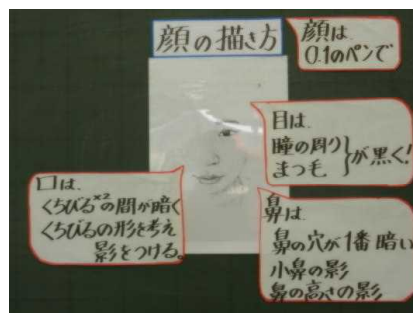 顔の描き方
顔は.
0.1のペンで
目は.
瞳の周り
まつ毛
が黒く!
口は.
くちびる×2の間が暗く
くちびるの形を考え
影をつける。
鼻は.
鼻の穴が1番暗い
小鼻の影
鼻の高さの影